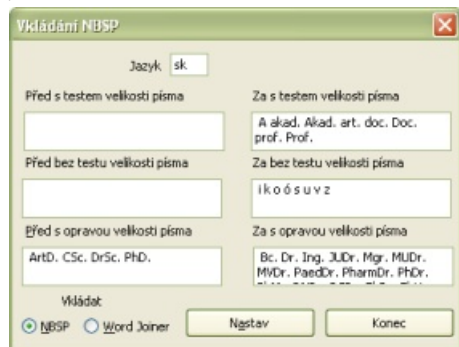 Vkládání NBSP
Jazyk sk
Před s testem velikosti písma
Za s testem velikosti písma
A akad. Akad. art. doc. Doc.
prof. Prof.
Před bez testu velikosti písma
Za bez testu velikosti písma
i k o ó s u v z
Před s opravou velikosti písma
Za s opravou velikosti písma
ArtD. CSc. DrSc. PhD.
Bc. Dr. Ing. JUDr. Mgr. MUDr.
MVDr. PaedDr. PharmDr. PhDr.
Vkládat
NBSP Word Joiner
Nastav
Konec